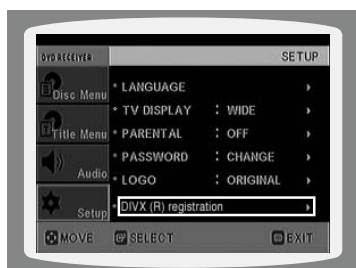 DVD RECEIVER SETUP
Disc Menu
Title Menu
Audio
Setup
• LANGUAGE
• TV DISPLAY : WIDE
• PARENTAL : OFF
• PASSWORD : CHANGE
• LOGO : ORIGINAL
• DIVX (R) registration
MOVE SELECT EXIT